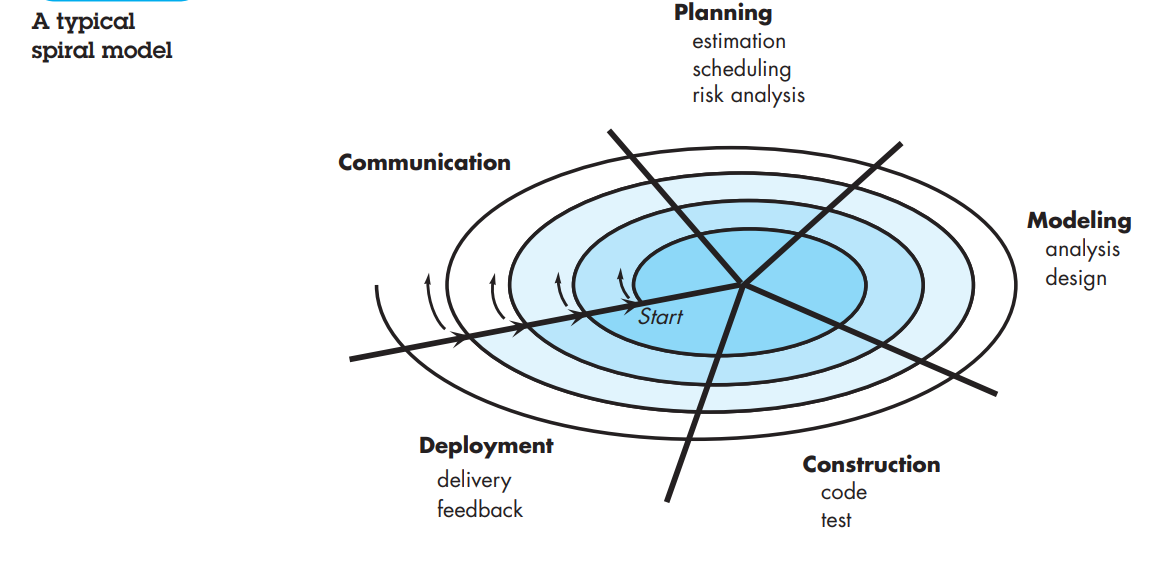 A typical
spiral model
Planning
estimation
scheduling
risk analysis
Communication
Modeling
analysis
design
Start
Deployment
delivery
feedback
Construction
code
test